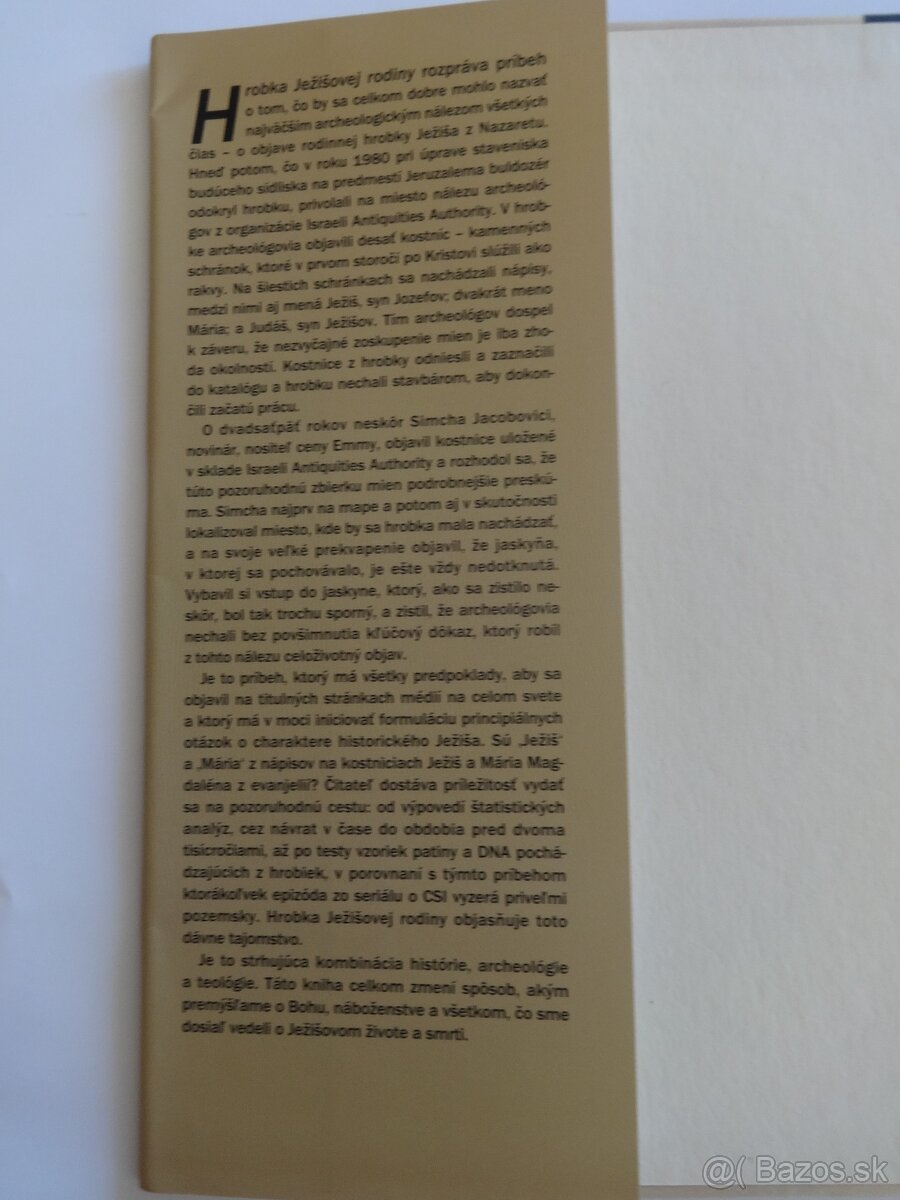 Hrobka Ježišovej rodiny rozpráva príbeh
o tom, čo by sa celkom dobre mohlo nazvať
najväčším archeologickým nálezom všetkých
čias – o objave rodinnej hrobky Ježiša z Nazaretu.
Hneď potom, čo v roku 1980 pri úprave staveniska
budúceho sídliska na predmestí Jeruzalema buldozér
odokryl hrobku, privolali na miesto nálezu archeoló-
gov z organizácie Israeli Antiquities Authority. V hrob-
ke archeológovia objavili desať kostníc – kamenných
schránok, ktoré v prvom storočí po Kristovi slúžili ako
rakvy. Na šiestich schránkach sa nachádzali nápisy,
medzi nimi aj mená Ježiš, syn Jozefov; dvakrát meno
Mária; a Judáš, syn Ježišov. Tím archeológov dospel
k záveru, že nezvyčajné zoskupenie mien je iba zho-
da okolností. Kostnice z hrobky odniesli a zaznačili
do katalógu a hrobku nechali stavbárom, aby dokon-
čili začatú prácu.
O dvadsaťpäť rokov neskôr Simcha Jacobovici,
novinár, nositeľ ceny Emmy, objavil kostnice uložené
v sklade Israeli Antiquities Authority a rozhodol sa, že
túto pozoruhodnú zbierku mien podrobnejšie preskú-
ma. Simcha najprv na mape a potom aj v skutočnosti
lokalizoval miesto, kde by sa hrobka mala nachádzať,
a na svoje veľké prekvapenie objavil, že jaskyňa,
v ktorej sa pochovávalo, je ešte vždy nedotknutá.
Vybavil si vstup do jaskyne, ktorý, ako sa zistilo ne-
skôr, bol tak trochu sporný, a zistil, že archeológovia
nechali bez povšimnutia kľúčový dôkaz, ktorý robil
z tohto nálezu celoživotný objav.
Je to príbeh, ktorý má všetky predpoklady, aby sa
objavil na titulných stránkach médií na celom svete
a ktorý má v moci iniciovať formuláciu principiálnych
otázok o charaktere historického Ježiša. Sú „Ježiš“
a „Mária“ z nápisov na kostniciach Ježiš a Mária Mag-
daléna z evanjelií? Čitateľ dostáva príležitosť vydať
sa na pozoruhodnú cestu: od výpovedí štatistických
analýz, cez návrat v čase do obdobia pred dvoma
tisícročiami, až po testy vzoriek patiny a DNA pochá-
dzajúcich z hrobiek, v porovnaní s týmto príbehom
ktorákoľvek epizóda zo seriálu o CSI vyzerá priveľmi
pozemsky. Hrobka Ježišovej rodiny objasňuje toto
dávne tajomstvo.
Je to strhujúca kombinácia histórie, archeológie
a teológie. Táto kniha celkom zmení spôsob, akým
premýšľame o Bohu, náboženstve a všetkom, čo sme
dosiaľ vedeli o Ježišovom živote a smrti.
@( Bazos.sk